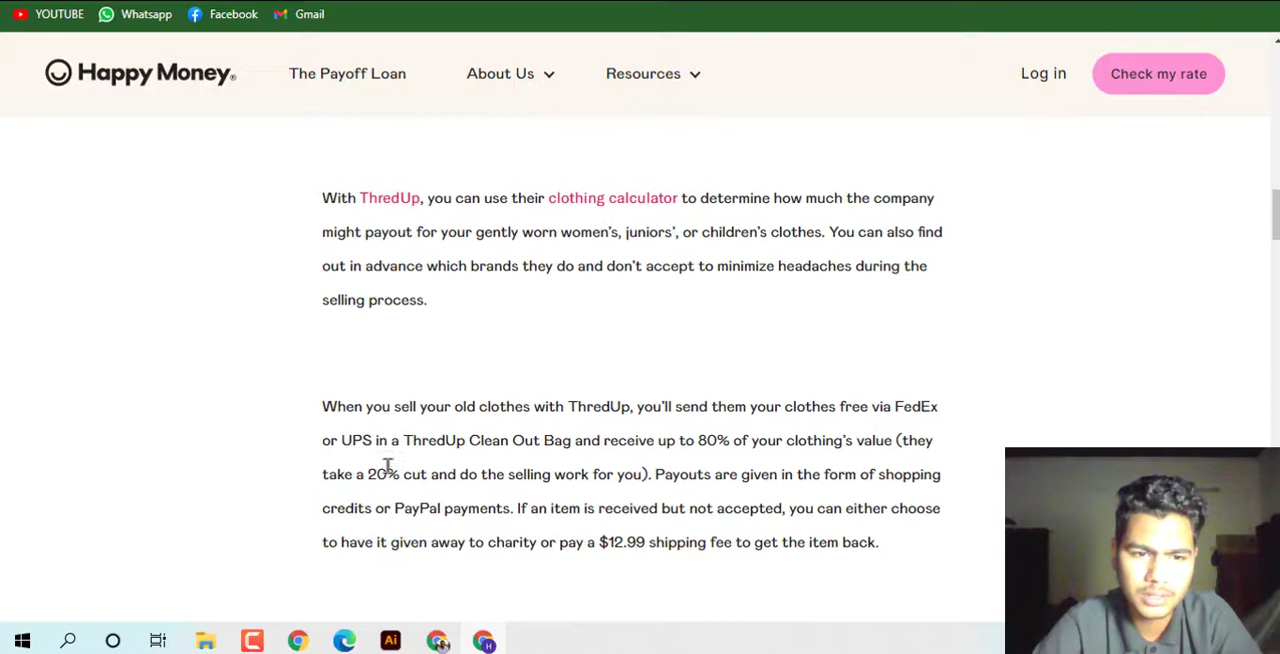 YOUTUBE Whatsapp Facebook Gmail
Happy Money® The Payoff Loan About Us Resources Log in Check my rate
With ThredUp, you can use their clothing calculator to determine how much the company
might payout for your gently worn women's, juniors', or children's clothes. You can also find
out in advance which brands they do and don't accept to minimize headaches during the
selling process.
When you sell your old clothes with ThredUp, you'll send them your clothes free via FedEx
or UPS in a ThredUp Clean Out Bag and receive up to 80% of your clothing's value (they
take a 20% cut and do the selling work for you). Payouts are given in the form of shopping
credits or PayPal payments. If an item is received but not accepted, you can either choose
to have it given away to charity or pay a $12.99 shipping fee to get the item back.
C Ai H